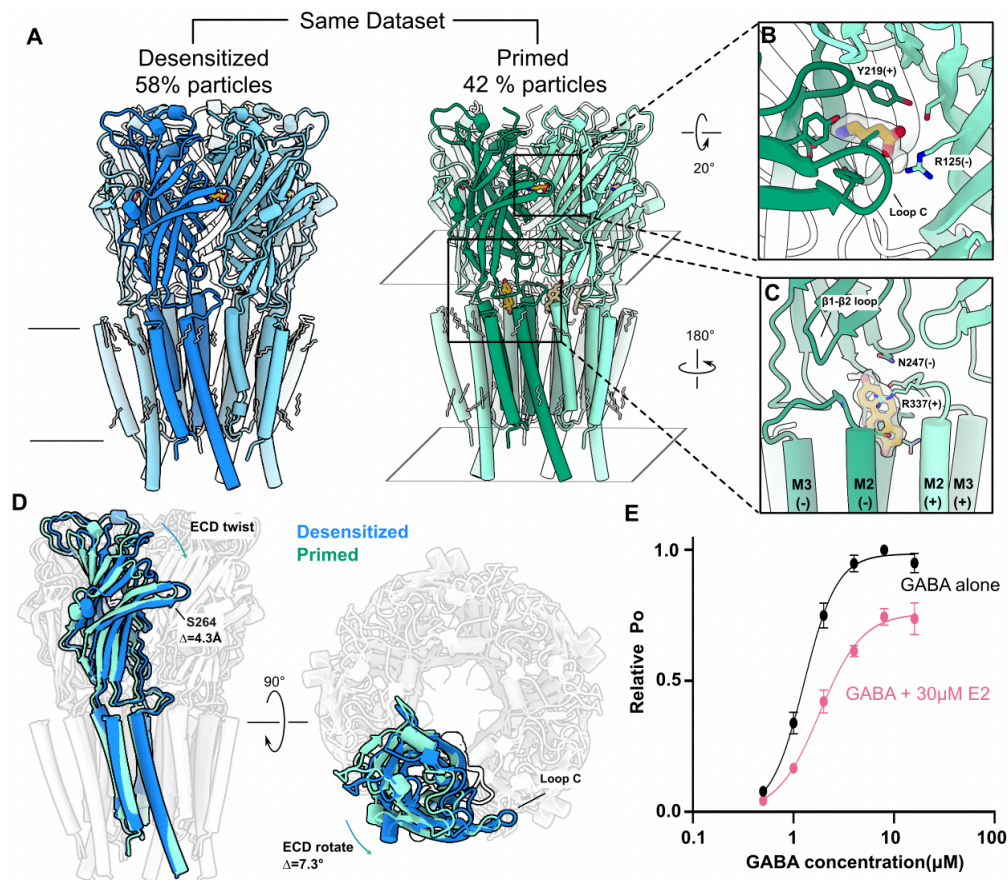 Same Dataset
A
Desensitized
58% particles
Primed
42 % particles
20°
180°
B
Y219(+)
R125(-)
Loop C
C
β1-β2 loop
N247(-)
R337(+)
M3
(-)
M2
(-)
M2
(+)
M3
(+)
D
ECD twist
S264
Δ=4.3Å
90°
Desensitized
Primed
Loop C
ECD rotate
Δ=7.3°
E
Relative Po
1.0
0.5
0.0
GABA alone
GABA + 30μM E2
0.1
1
10
100
GABA concentration(μM)